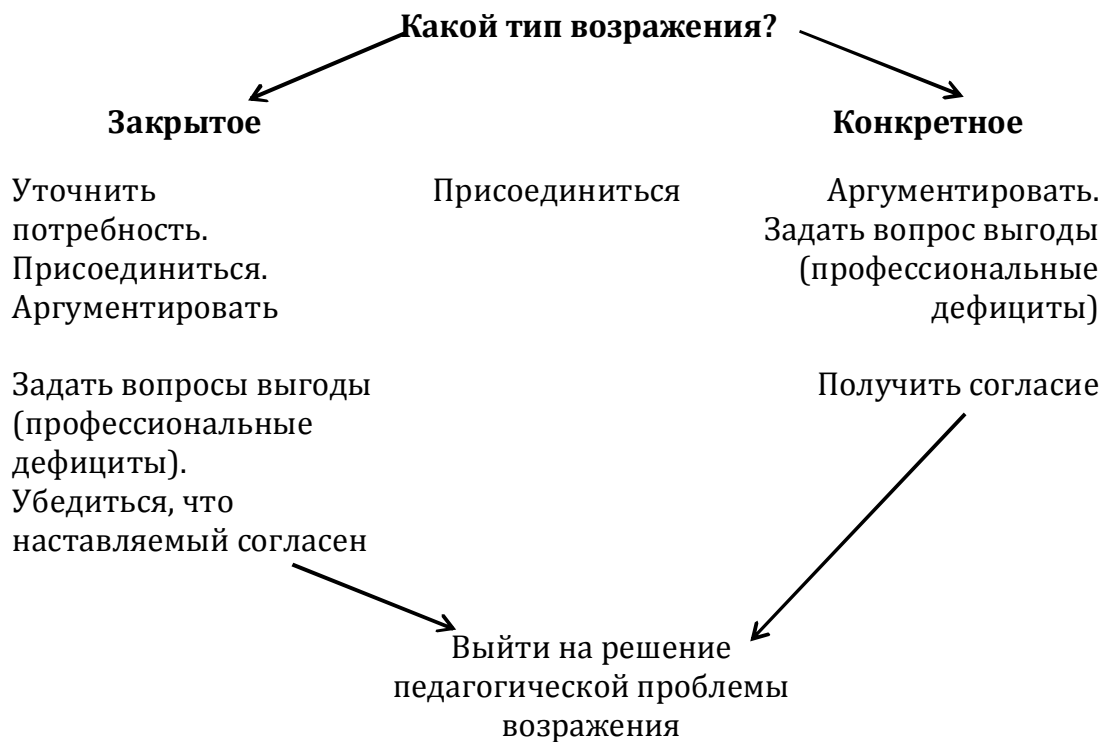 Какой тип возражения?
Закрытое
Конкретное
Уточнить
потребность.
Присоединиться.
Аргументировать
Присоединиться
Аргументировать.
Задать вопрос выгоды
(профессиональные
дефициты)
Задать вопросы выгоды
(профессиональные
дефициты).
Убедиться, что
наставляемый согласен
Получить согласие
Выйти на решение
педагогической проблемы
возражения